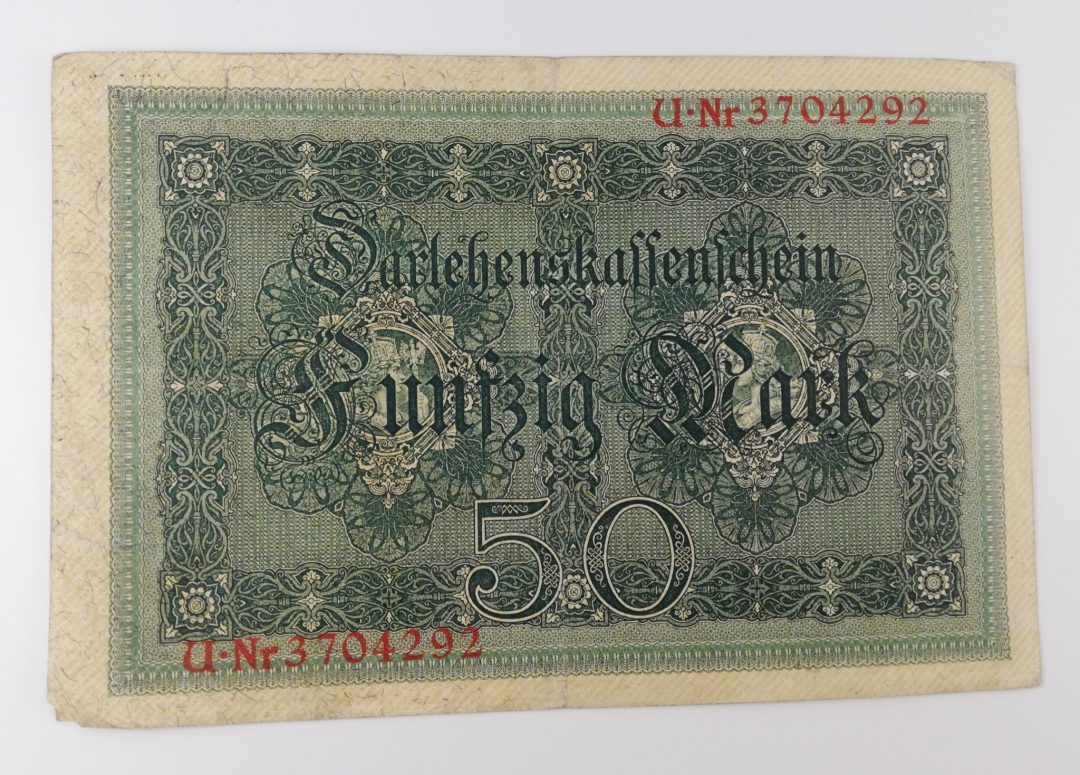 U·Nr 3704292
Darlehenskassenschein
Fünfzig Mark
50
U·Nr 3704292